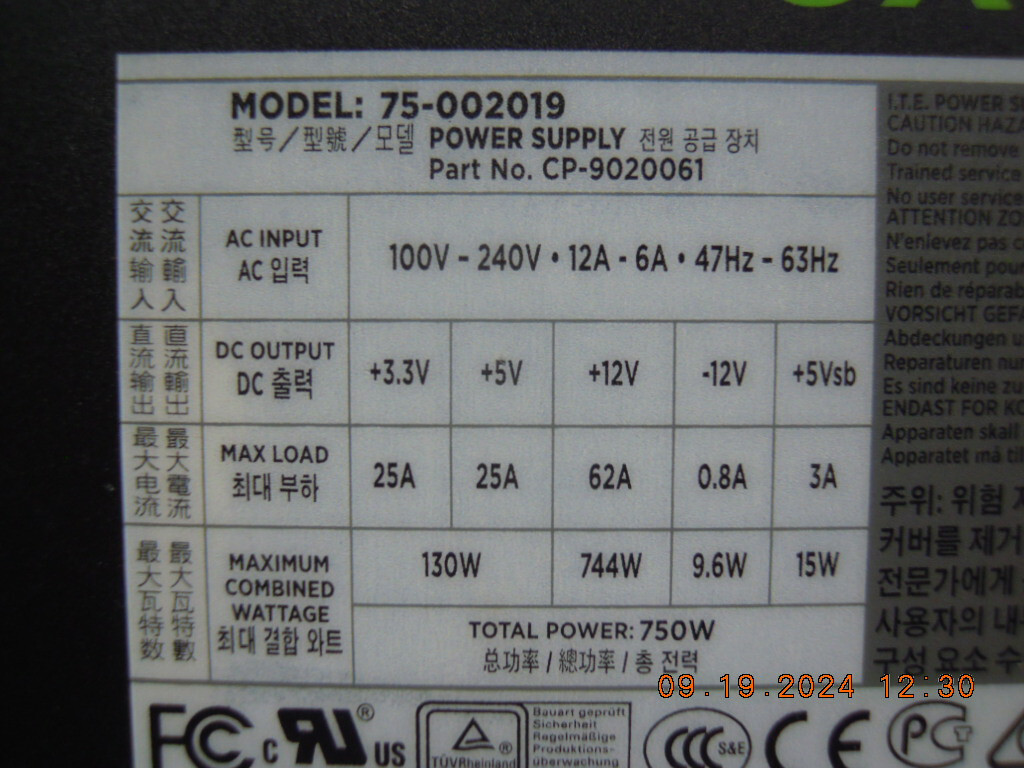 MODEL: 75-002019
型号/型號/모델 POWER SUPPLY 전원 공급 장치
Part No. CP-9020061
交流输入 交流輸入
AC INPUT
AC 입력
100V - 240V • 12A - 6A • 47Hz - 63Hz
直流输出 直流輸出
DC OUTPUT
DC 출력
+3.3V +5V +12V -12V +5Vsb
最大电流 最大電流
MAX LOAD
최대 부하
25A 25A 62A 0.8A 3A
最大瓦特数 最大瓦特數
MAXIMUM
COMBINED
WATTAGE
최대 결합 와트
130W 744W 9.6W 15W
TOTAL POWER: 750W
总功率 / 總功率 / 총 전력
I.T.E. POWER
CAUTION
Do not remove
Trained service
No user service
ATTENTION
N'enlevez pas
Seulement pour
Rien de
VORSICHT
Abdeckungen
Reparaturen
Es sind keine zu
ENDAST FOR
Apparaten skall
Apparatet må
주위: 위험
커버를 제거
전문가에게
사용자의
구성 요소
FC c RU ® US
TÜVRheinland ®
Bauart geprüft
Sicherheit
Regelmäßige
Produktions-
überwachung
CCC S&E
CE
09.19.2024 12:30